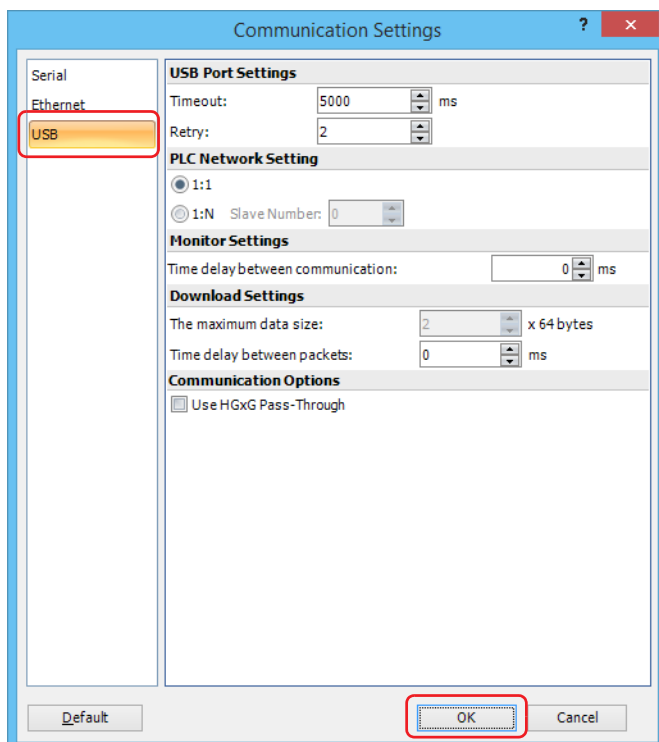 Communication Settings ? ×
Serial
Ethernet
USB
USB Port Settings
Timeout: 5000 ms
Retry: 2
PLC Network Setting
1:1
1:N Slave Number: 0
Monitor Settings
Time delay between communication: 0 ms
Download Settings
The maximum data size: 2 x 64 bytes
Time delay between packets: 0 ms
Communication Options
Use HGxG Pass-Through
Default OK Cancel